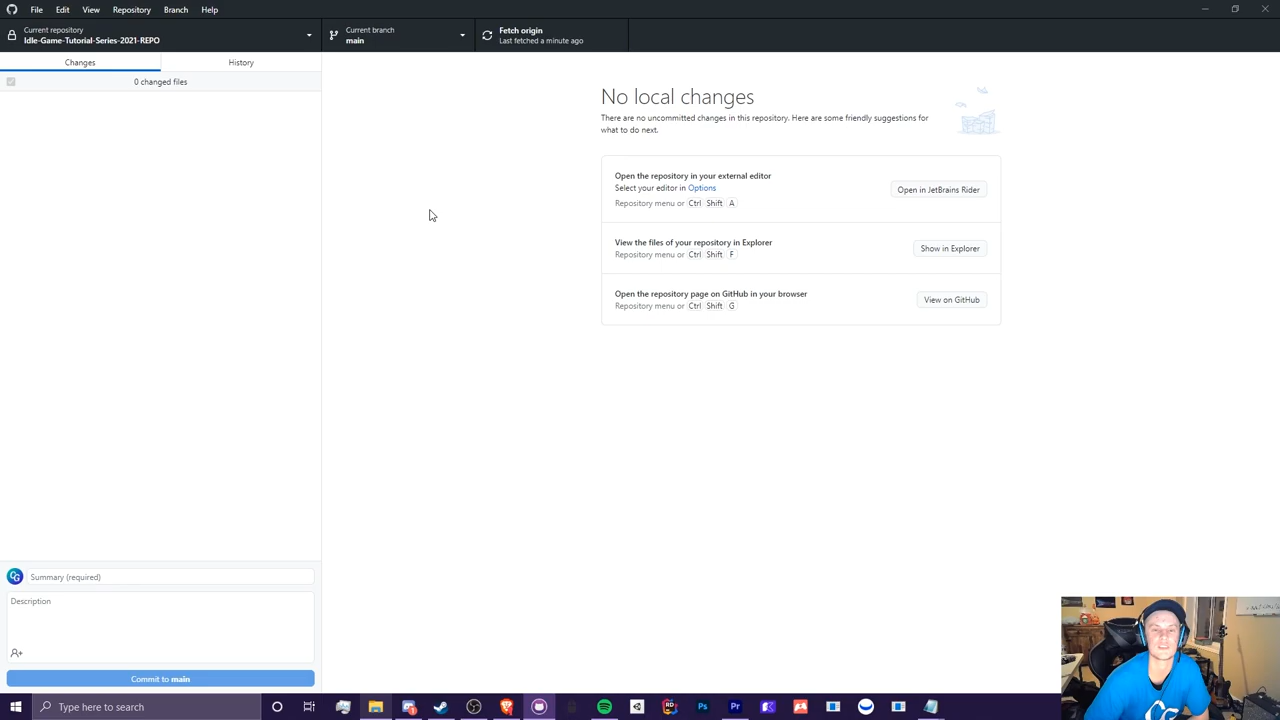 File Edit View Repository Branch Help
Current repository
Idle-Game-Tutorial-Series-2021-REPO
Current branch
main
Fetch origin
Last fetched a minute ago
Changes
History
0 changed files
No local changes
There are no uncommitted changes in this repository. Here are some friendly suggestions for
what to do next.
Open the repository in your external editor
Select your editor in Options
Repository menu or Ctrl Shift A
Open in JetBrains Rider
View the files of your repository in Explorer
Repository menu or Ctrl Shift F
Show in Explorer
Open the repository page on GitHub in your browser
Repository menu or Ctrl Shift G
View on GitHub
CG
Summary (required)
Description
Commit to main
Type here to search
RD
Ps
Pr